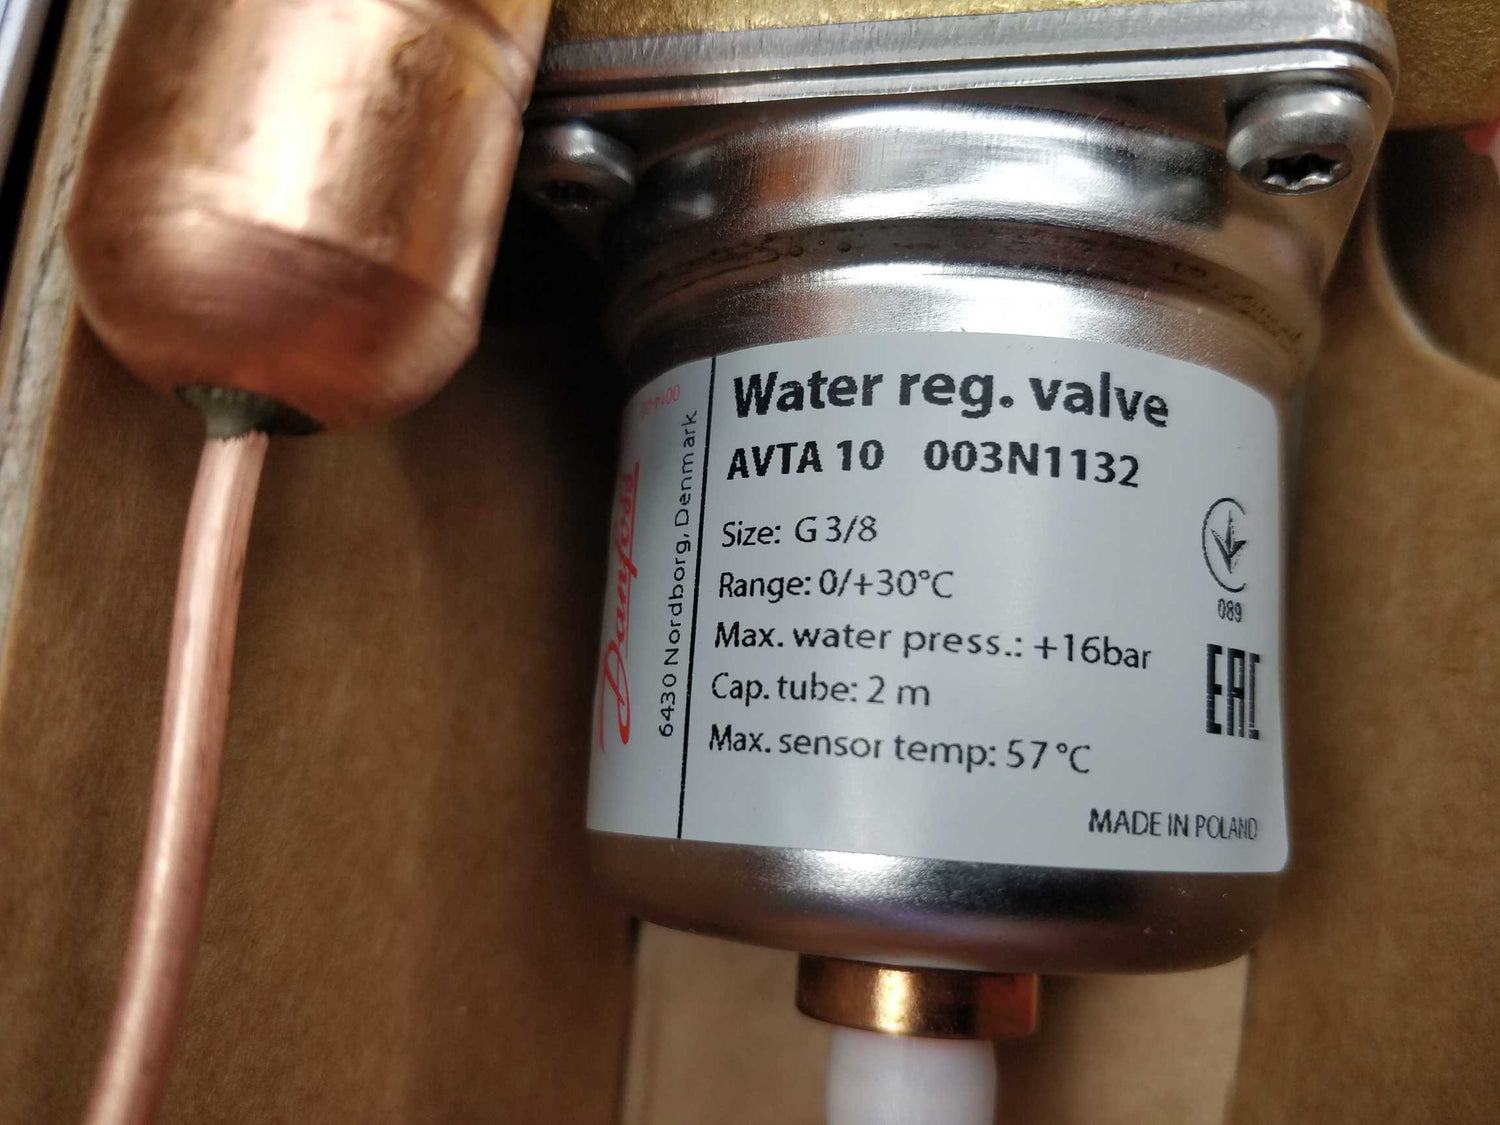 Water reg. valve
AVTA 10 003N1132
Size: G 3/8
Range: 0/+30°C
Max. water press.: +16bar
Cap. tube: 2 m
Max. sensor temp: 57 °C
MADE IN POLAND
089
EAC
Danfoss
6430 Nordborg, Denmark